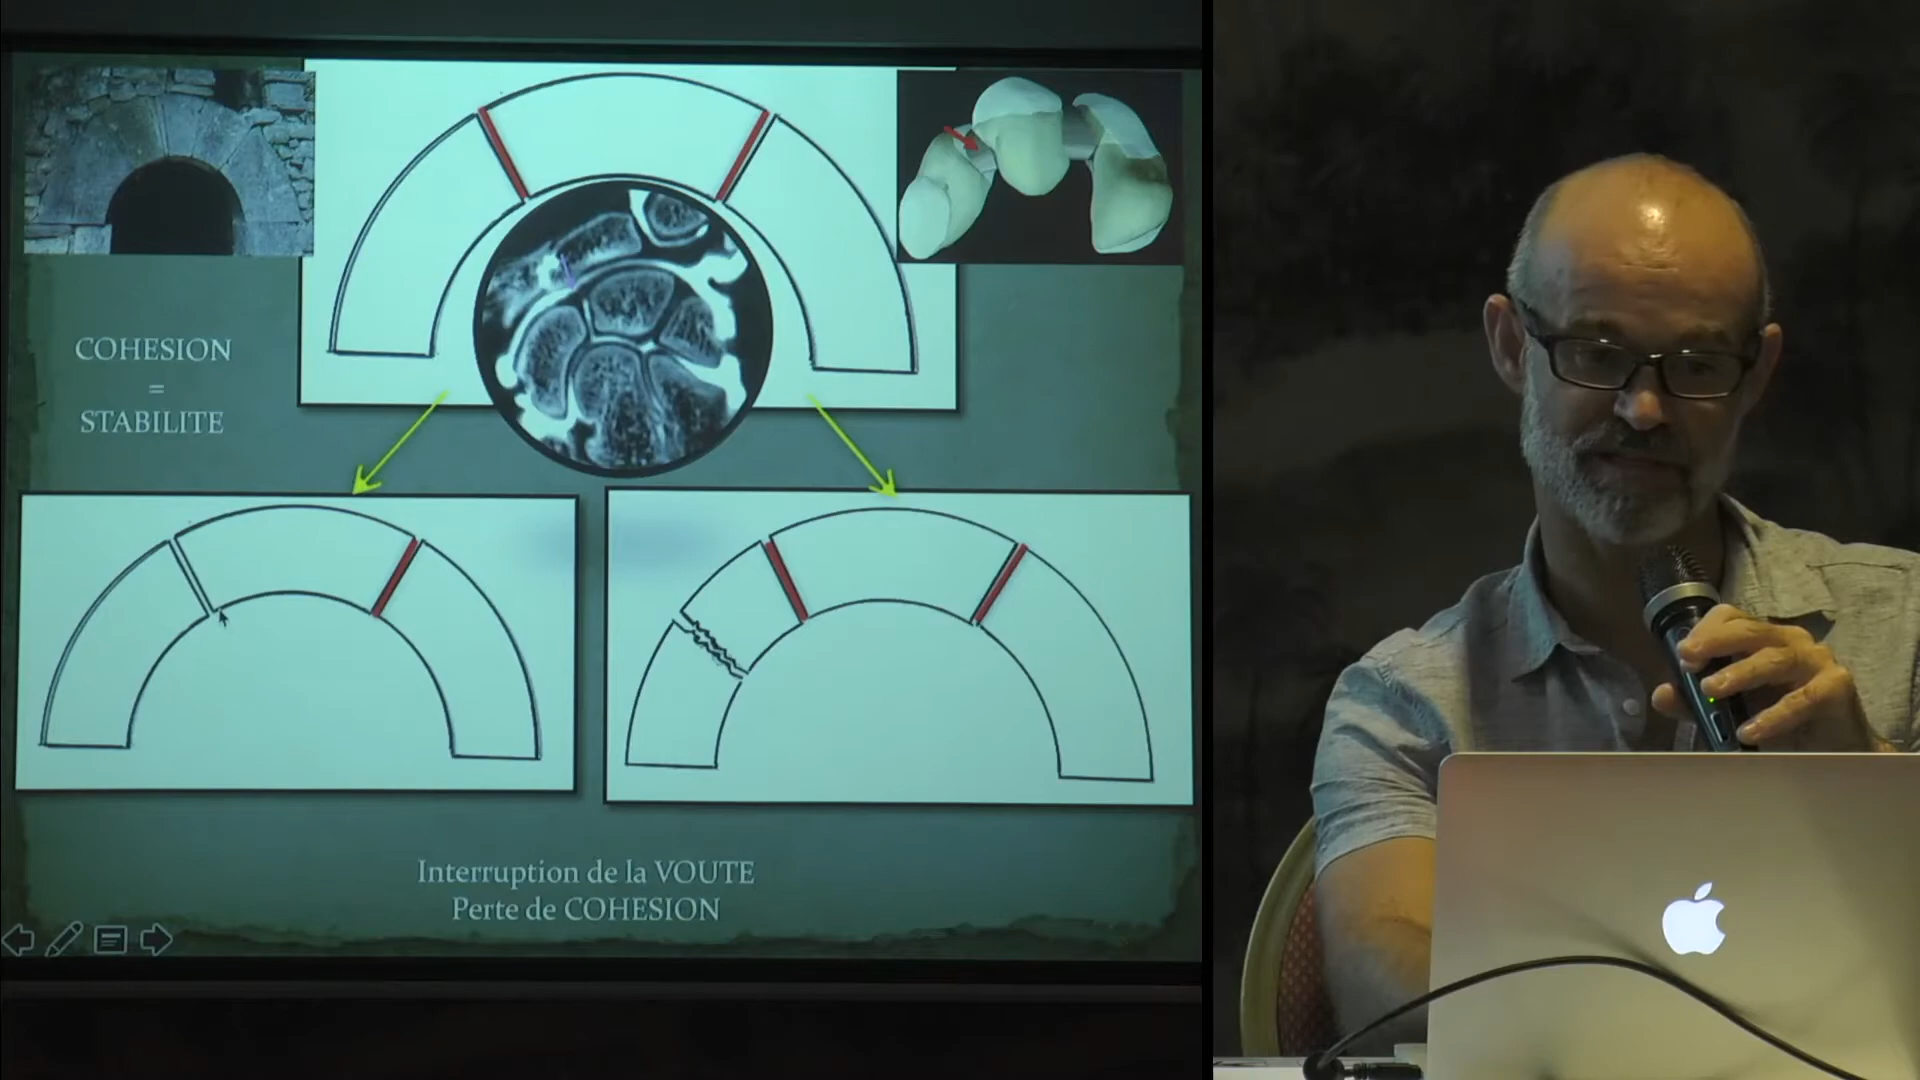 COHESION
=
STABILITE
Interruption de la VOUTE
Perte de COHESION